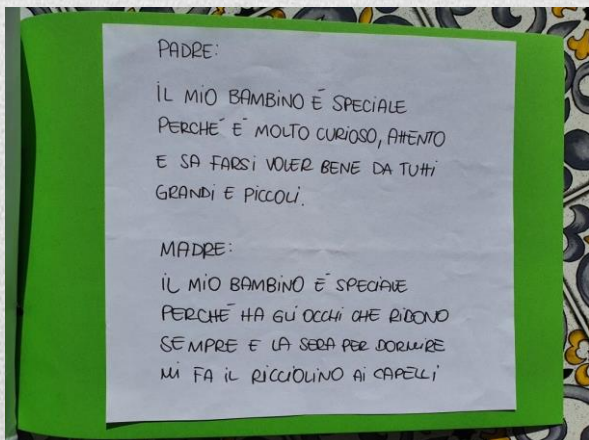 PADRE:
IL MIO BAMBINO È SPECIALE
PERCHÉ È MOLTO CURIOSO, ATTENTO
E SA FARSI VOLER BENE DA TUTTI
GRANDI E PICCOLI.
MADRE:
IL MIO BAMBINO È SPECIALE
PERCHÉ HA GLI OCCHI CHE RIDONO
SEMPRE E LA SERA PER DORMIRE
MI FA IL RICCIOLINO AI CAPELLI